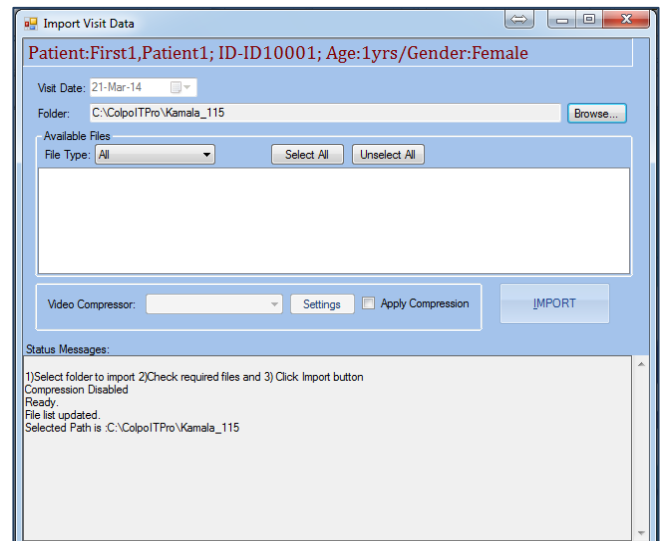 Import Visit Data
Patient:First1,Patient1; ID-ID10001; Age:1yrs/Gender:Female
Visit Date: 21-Mar-14
Folder: C:\ColpoITPro\Kamala_115 Browse...
Available Files
File Type: All Select All Unselect All
Video Compressor: Settings Apply Compression IMPORT
Status Messages:
1)Select folder to import 2)Check required files and 3) Click Import button
Compression Disabled
Ready.
File list updated.
Selected Path is :C:\ColpoITPro\Kamala_115